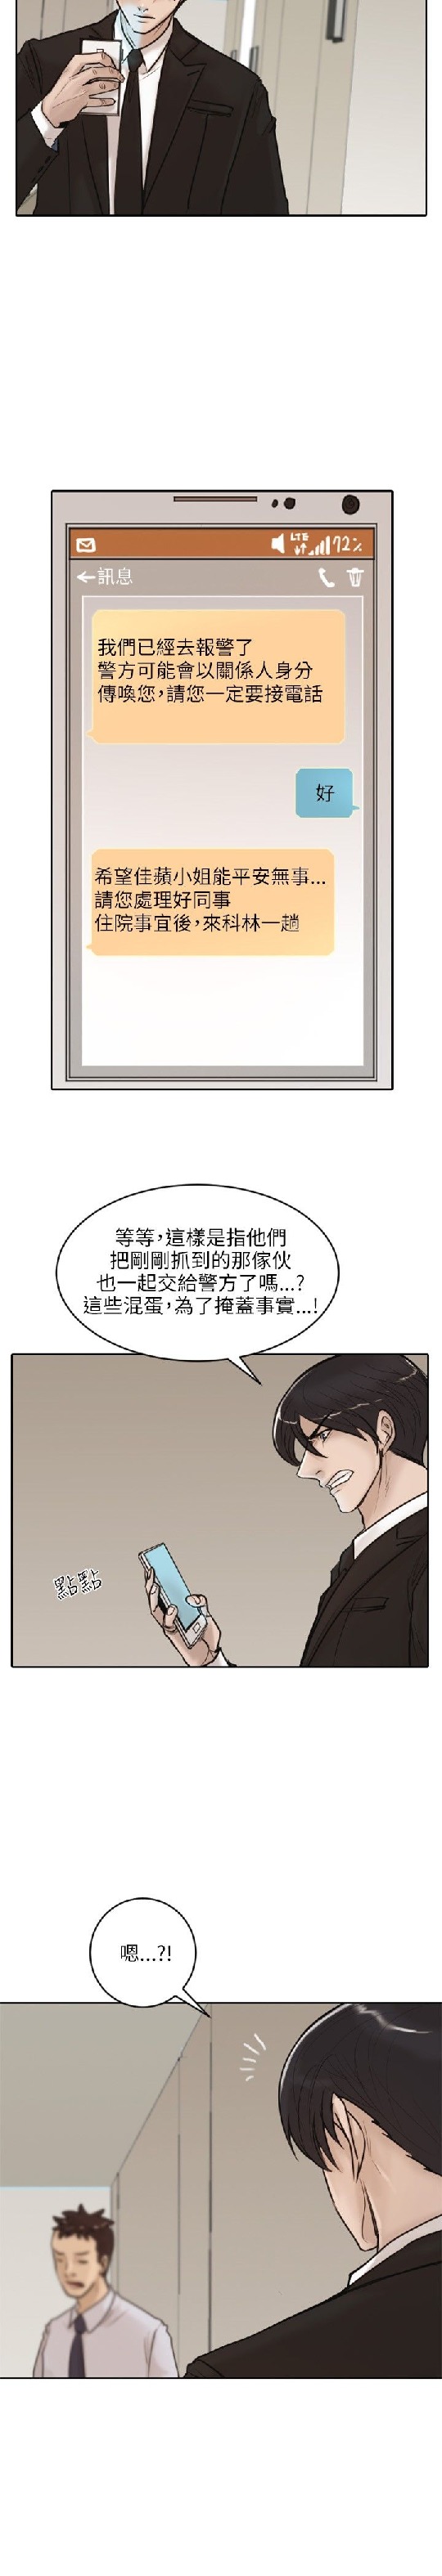 LTE
72%
←訊息
我們已經去報警了
警方可能會以關係人身分
傳喚您,請您一定要接電話
好
希望佳蘋小姐能平安無事...
請您處理好同事
住院事宜後,來科林一趟
等等,這樣是指他們
把剛剛抓到的那傢伙
也一起交給警方了嗎...?
這些混蛋,為了掩蓋事實...!
點點
嗯...?!